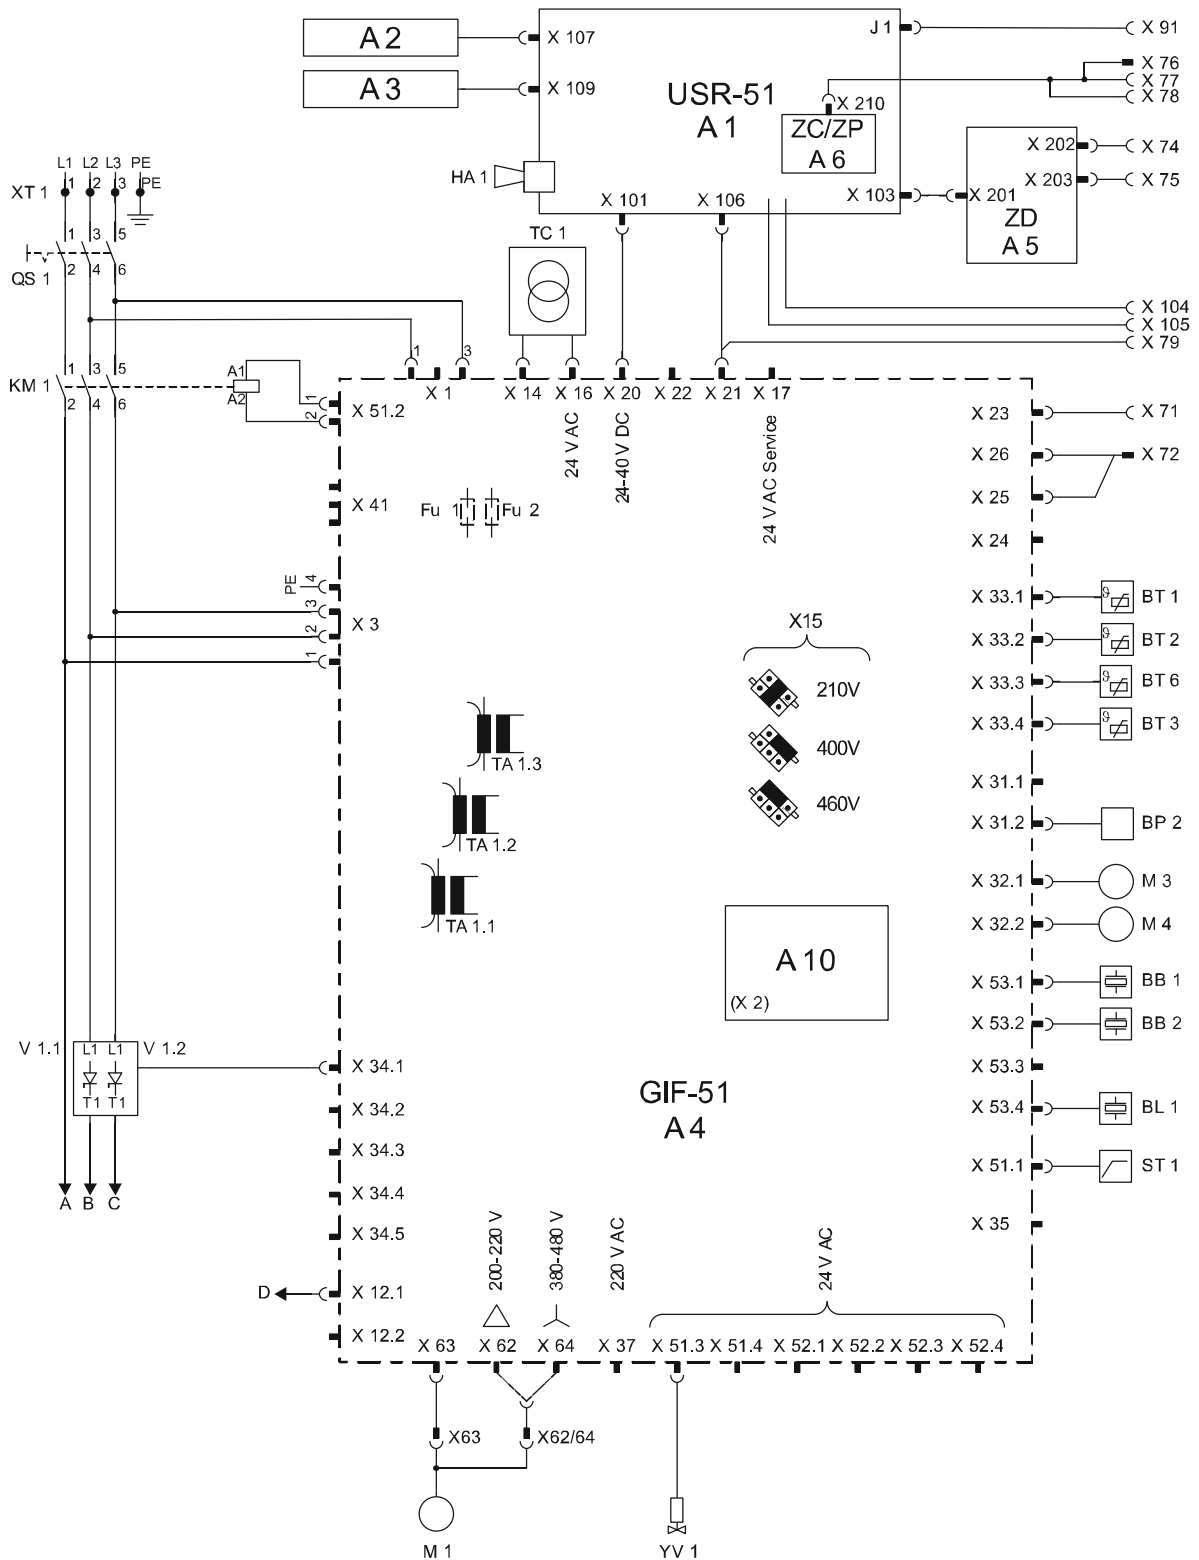 A 2
X 107
J 1
X 91
A 3
X 109
USR-51
A 1
X 76
X 77
X 78
X 210
ZC/ZP
A 6
X 202
X 74
X 203
X 75
L1 L2 L3 PE
XT 1
1 2 3 PE
HA 1
X 101
X 106
X 103
X 201
ZD
A 5
TC 1
1 3 5
QS 1
2 4 6
X 104
X 105
X 79
1 3
1 3 5
KM 1
2 4 6
A1
A2
1
2
X 51.2
X 1
X 14
X 16
X 20
X 22
X 21
X 17
24 V AC
24-40 V DC
24 V AC Service
X 23
X 71
X 26
X 72
X 25
X 41
Fu 1
Fu 2
X 24
PE 4
3
X 3
2
1
X 33.1
BT 1
X15
X 33.2
BT 2
210V
X 33.3
BT 6
X 33.4
BT 3
400V
TA 1.3
X 31.1
460V
X 31.2
BP 2
TA 1.2
X 32.1
M 3
TA 1.1
X 32.2
M 4
A 10
(X 2)
X 53.1
BB 1
X 53.2
BB 2
V 1.1
L1 L1
V 1.2
T1 T1
X 34.1
X 53.3
GIF-51
A 4
X 34.2
X 53.4
BL 1
X 34.3
X 51.1
ST 1
X 34.4
A B C
X 34.5
X 35
200-220 V
380-480 V
220 V AC
24 V AC
D
X 12.1
X 12.2
X 63
X 62
X 64
X 37
X 51.3
X 51.4
X 52.1
X 52.2
X 52.3
X 52.4
X63
X62/64
M 1
YV 1